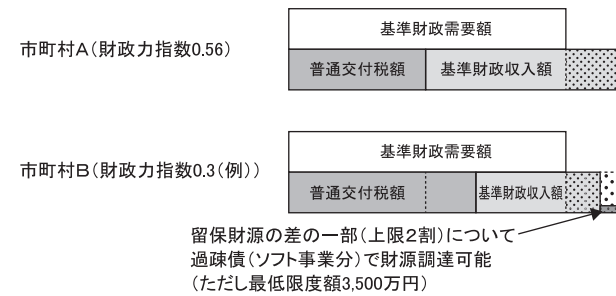 基準財政需要額
市町村A（財政力指数0.56）
普通交付税額 基準財政収入額
基準財政需要額
市町村B（財政力指数0.3（例））
普通交付税額 基準財政収入額
留保財源の差の一部（上限2割）について
過疎債（ソフト事業分）で財源調達可能
（ただし最低限度額3,500万円）